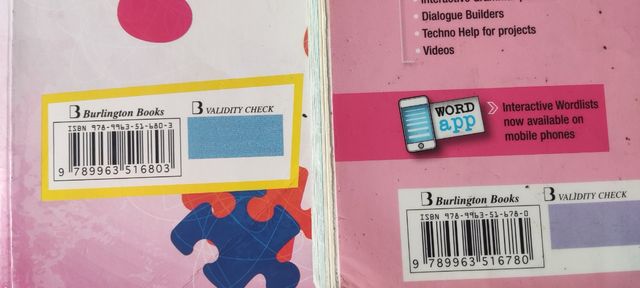 Burlington Books
VALIDITY CHECK
ISBN 978-9963-51-680-3
9 789963 516803
• Dialogue Builders
• Techno Help for projects
• Videos
WORD
app
Interactive Wordlists
now available on
mobile phones
Burlington Books
VALIDITY CHECK
ISBN 978-9963-51-678-0
9 789963 516780